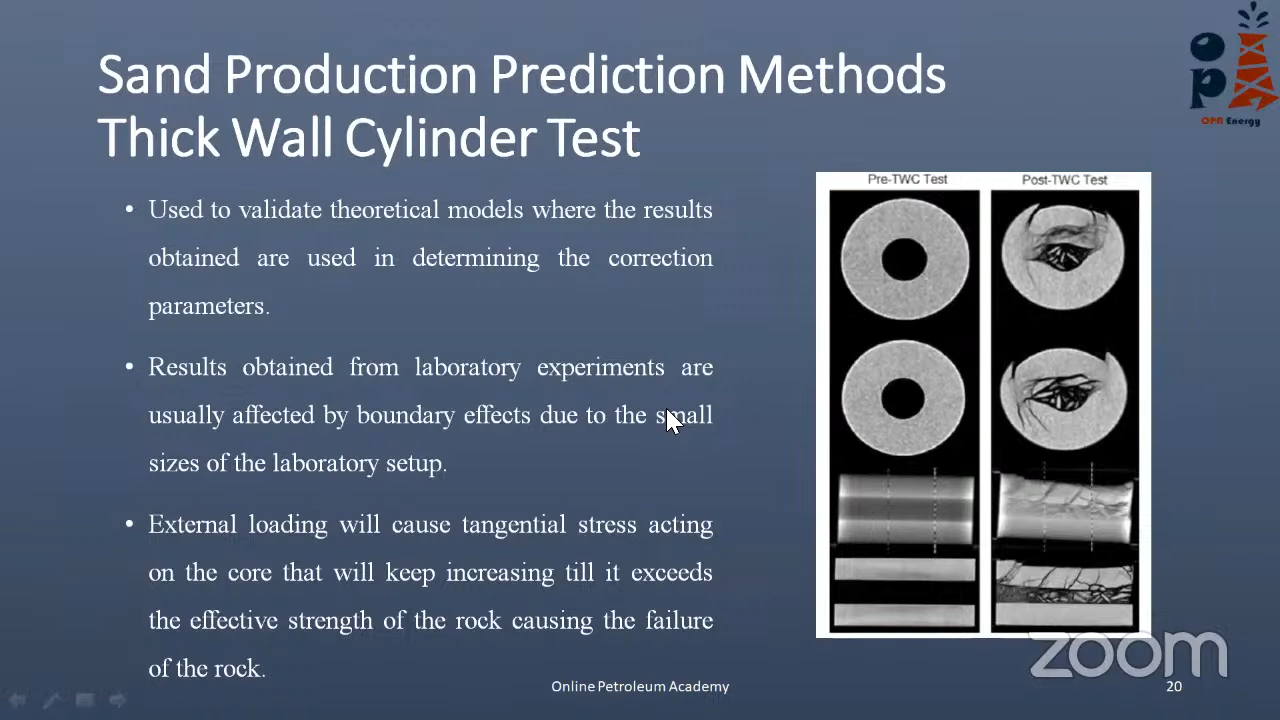 Sand Production Prediction Methods
Thick Wall Cylinder Test
OPA Energy
• Used to validate theoretical models where the results
obtained are used in determining the correction
parameters.
• Results obtained from laboratory experiments are
usually affected by boundary effects due to the small
sizes of the laboratory setup.
• External loading will cause tangential stress acting
on the core that will keep increasing till it exceeds
the effective strength of the rock causing the failure
of the rock.
Pre-TWC Test
Post-TWC Test
zoom
Online Petroleum Academy
20